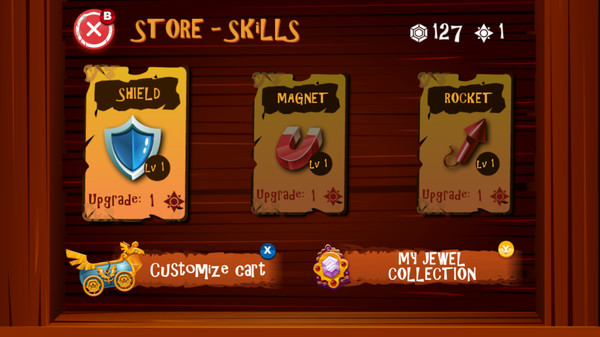 B
STORE - SKILLS
127
1
SHIELD
Lv 1
Upgrade: 1
MAGNET
Lv 1
Upgrade: 1
ROCKET
Lv 1
Upgrade: 1
X
Customize cart
Y
MY JEWEL
COLLECTION